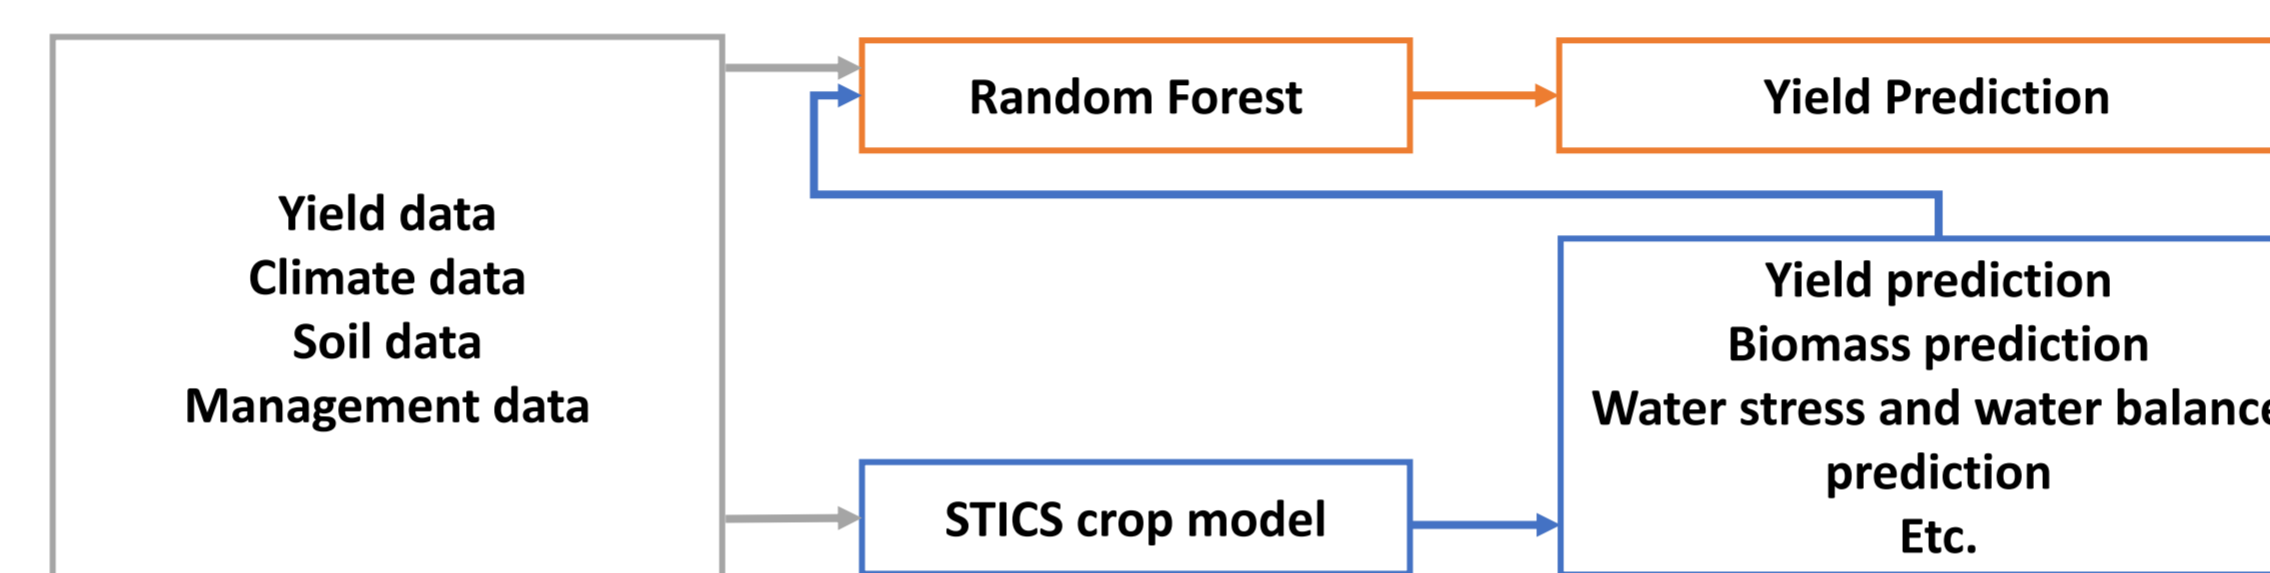 Yield data
Climate data
Soil data
Management data
Random Forest
Yield Prediction
STICS crop model
Yield prediction
Biomass prediction
Water stress and water balance
prediction
Etc.